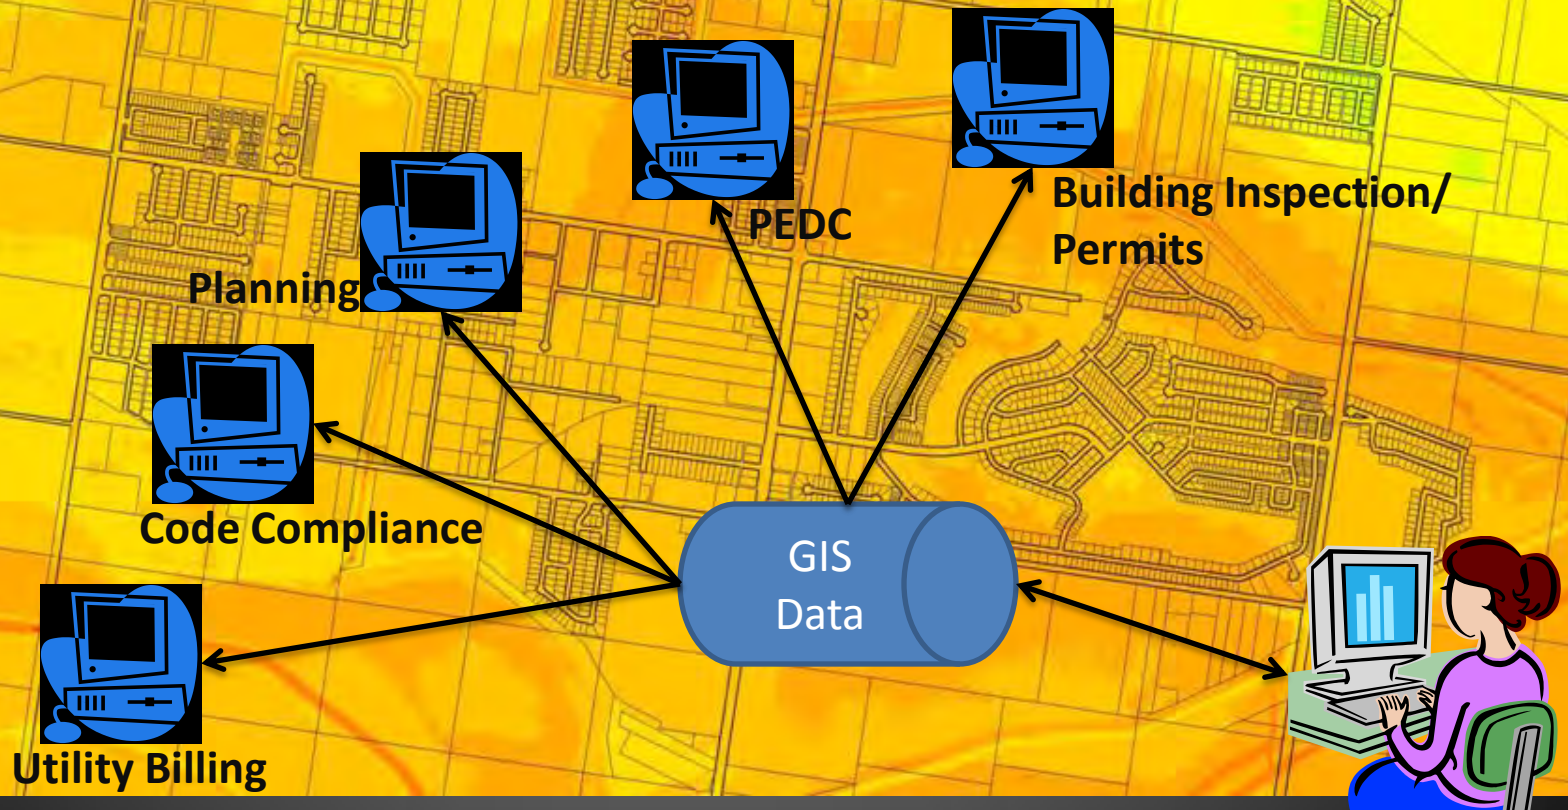 PEDC
Building Inspection/
Permits
Planning
Code Compliance
GIS
Data
Utility Billing